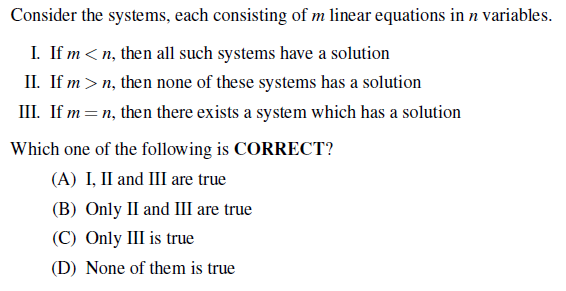 Consider the systems, each consisting of m linear equations in n variables.
I. If m < n, then all such systems have a solution
II. If m > n, then none of these systems has a solution
III. If m = n, then there exists a system which has a solution
Which one of the following is CORRECT?
(A) I, II and III are true
(B) Only II and III are true
(C) Only III is true
(D) None of them is true